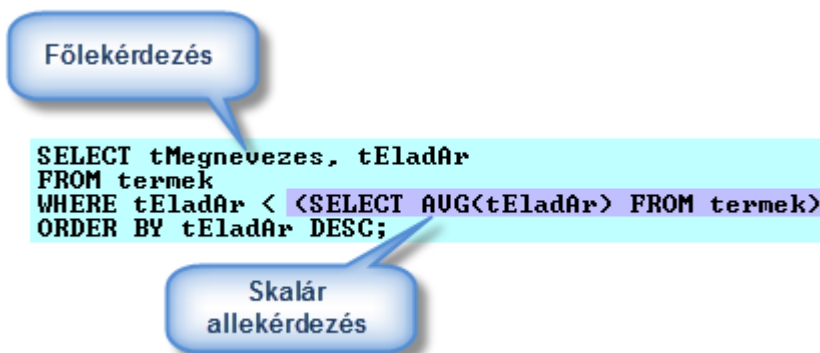 Főlekérdezés
SELECT tMegnevezes, tEladAr
FROM termek
WHERE tEladAr < (SELECT AVG(tEladAr) FROM termek)
ORDER BY tEladAr DESC;
Skalár
allekérdezés